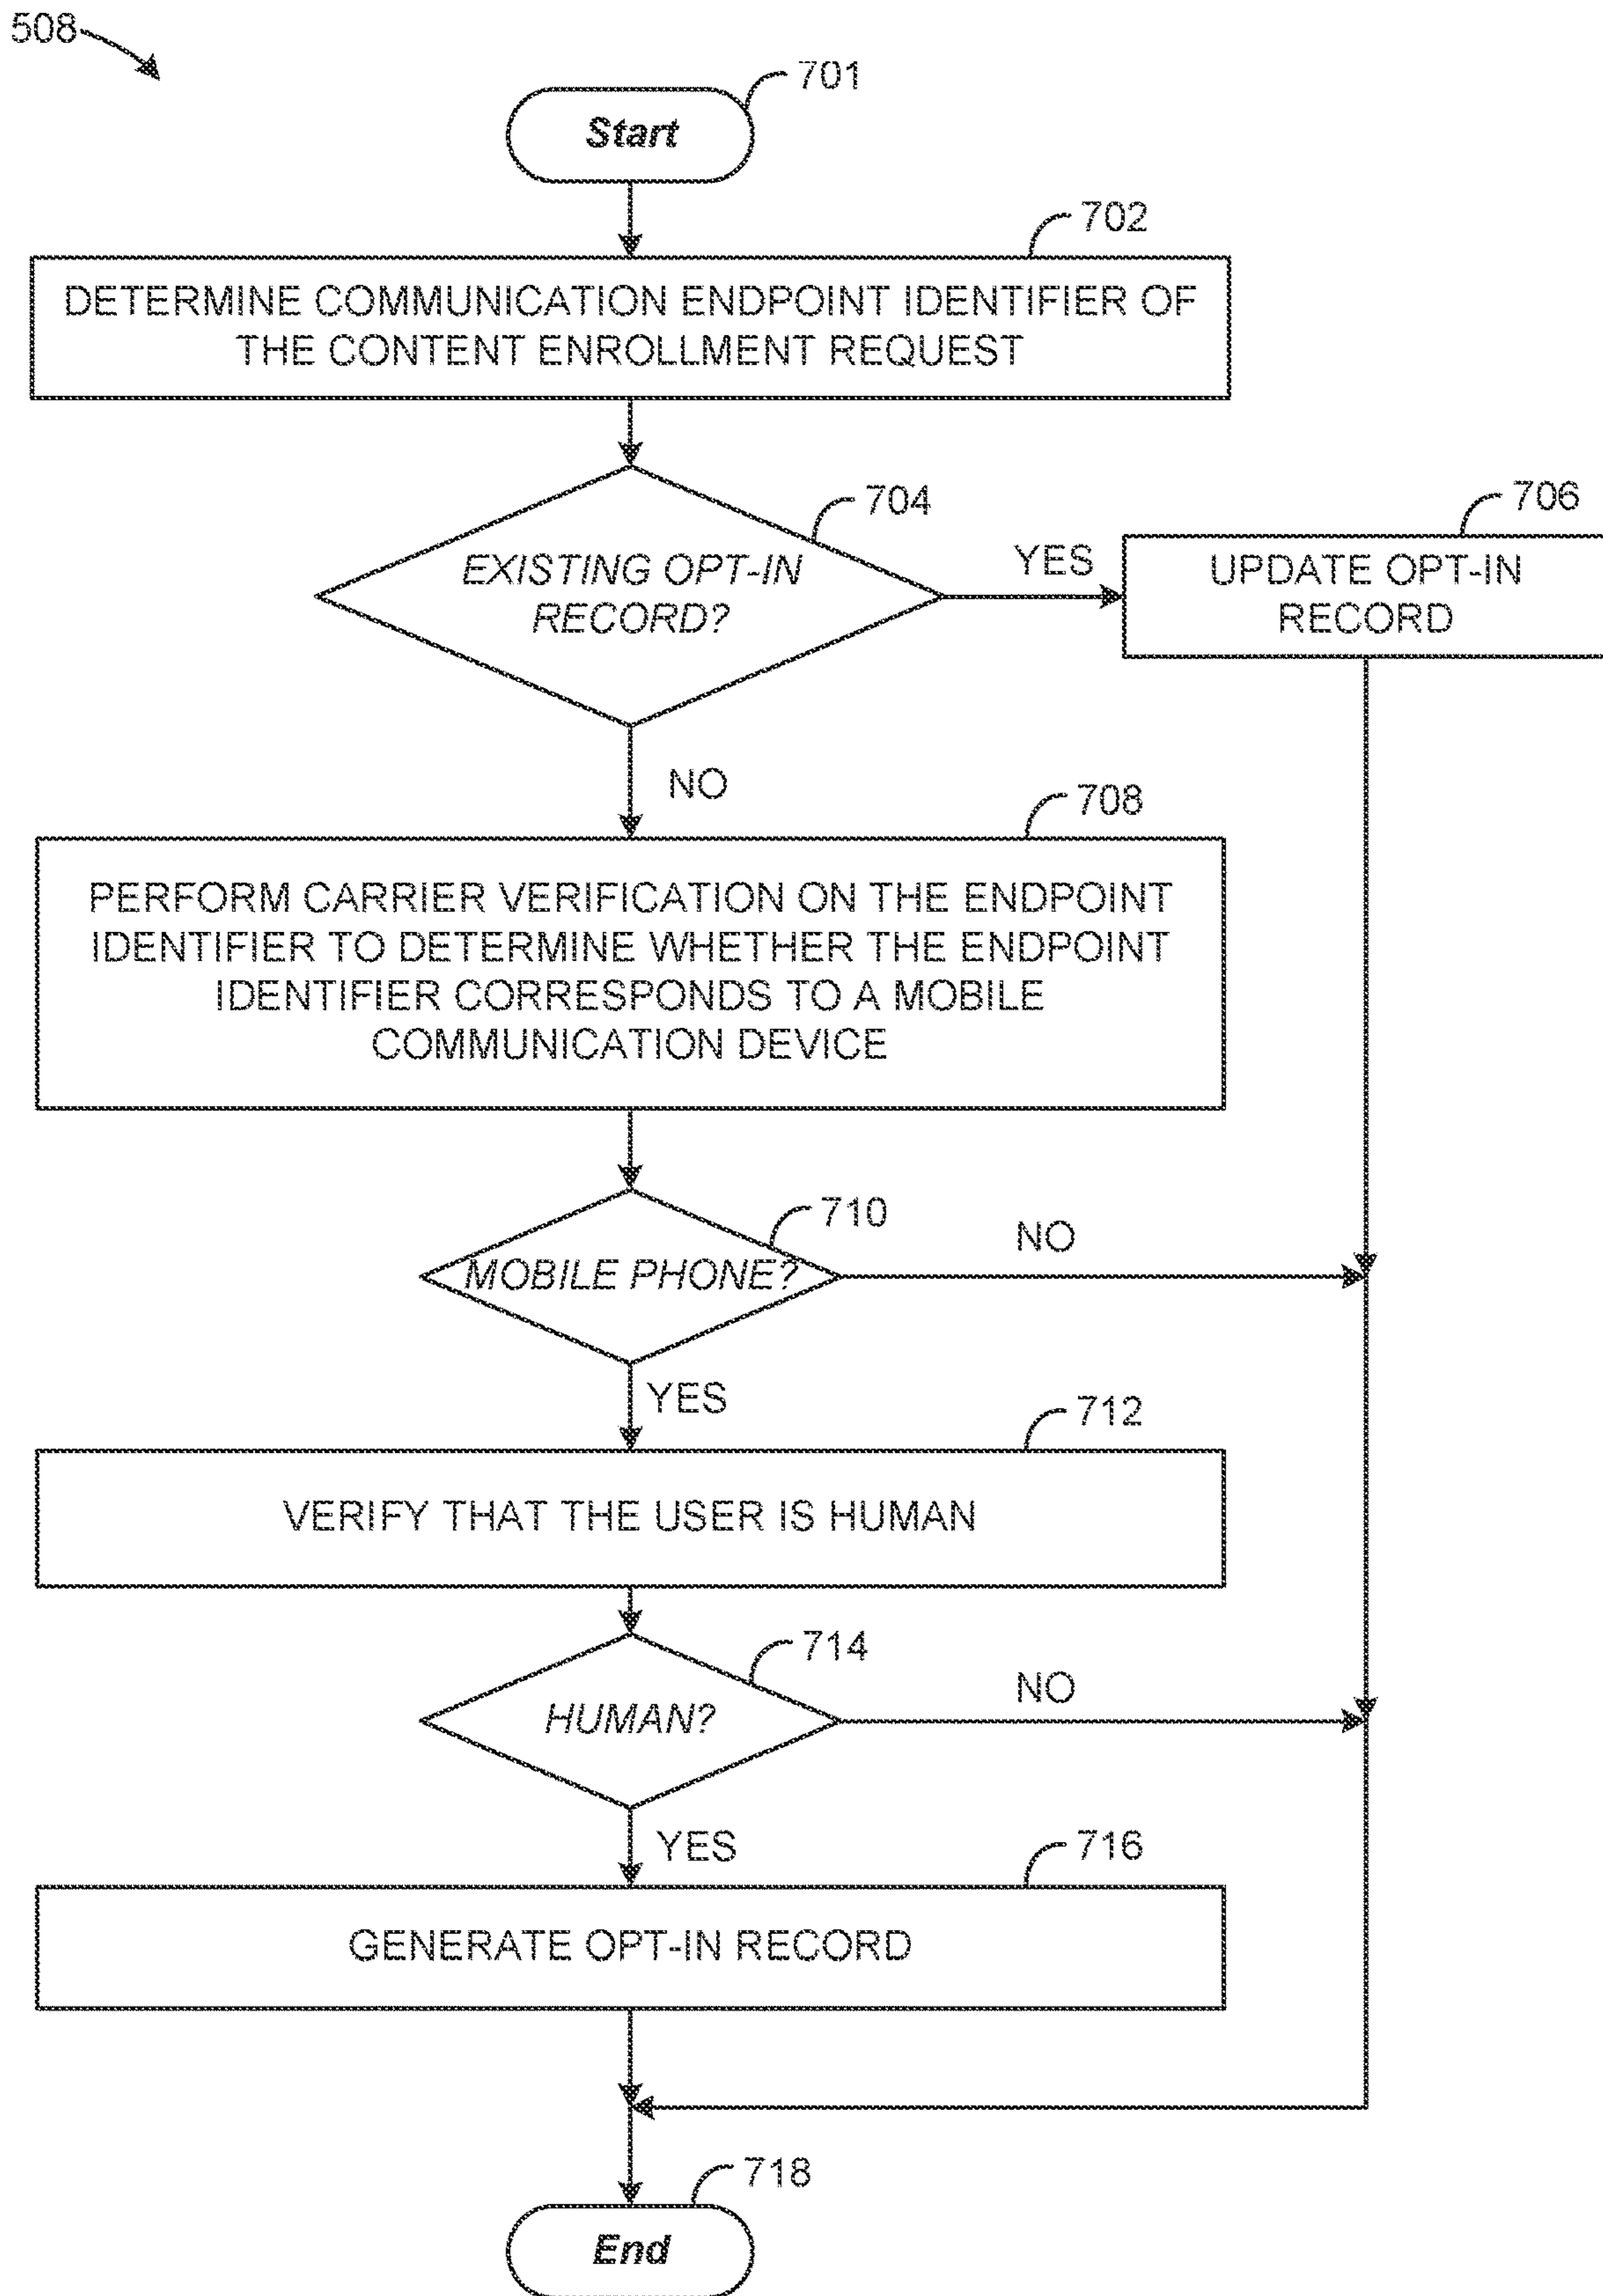 508
701
Start
702
DETERMINE COMMUNICATION ENDPOINT IDENTIFIER OF
THE CONTENT ENROLLMENT REQUEST
704
EXISTING OPT-IN
RECORD?
YES
706
UPDATE OPT-IN
RECORD
NO
708
PERFORM CARRIER VERIFICATION ON THE ENDPOINT
IDENTIFIER TO DETERMINE WHETHER THE ENDPOINT
IDENTIFIER CORRESPONDS TO A MOBILE
COMMUNICATION DEVICE
710
MOBILE PHONE?
NO
YES
712
VERIFY THAT THE USER IS HUMAN
714
HUMAN?
NO
YES
716
GENERATE OPT-IN RECORD
718
End